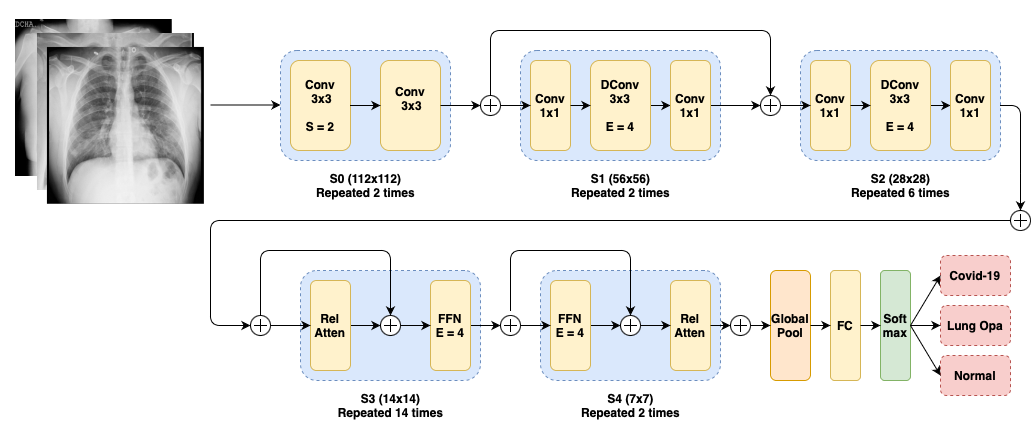 DCHA
Conv
3x3
S = 2
Conv
3x3
S0 (112x112)
Repeated 2 times
Conv
1x1
DConv
3x3
E = 4
Conv
1x1
S1 (56x56)
Repeated 2 times
Conv
1x1
DConv
3x3
E = 4
Conv
1x1
S2 (28x28)
Repeated 6 times
Rel
Atten
FFN
E = 4
S3 (14x14)
Repeated 14 times
FFN
E = 4
Rel
Atten
S4 (7x7)
Repeated 2 times
Global
Pool
FC
Soft
max
Covid-19
Lung Opa
Normal